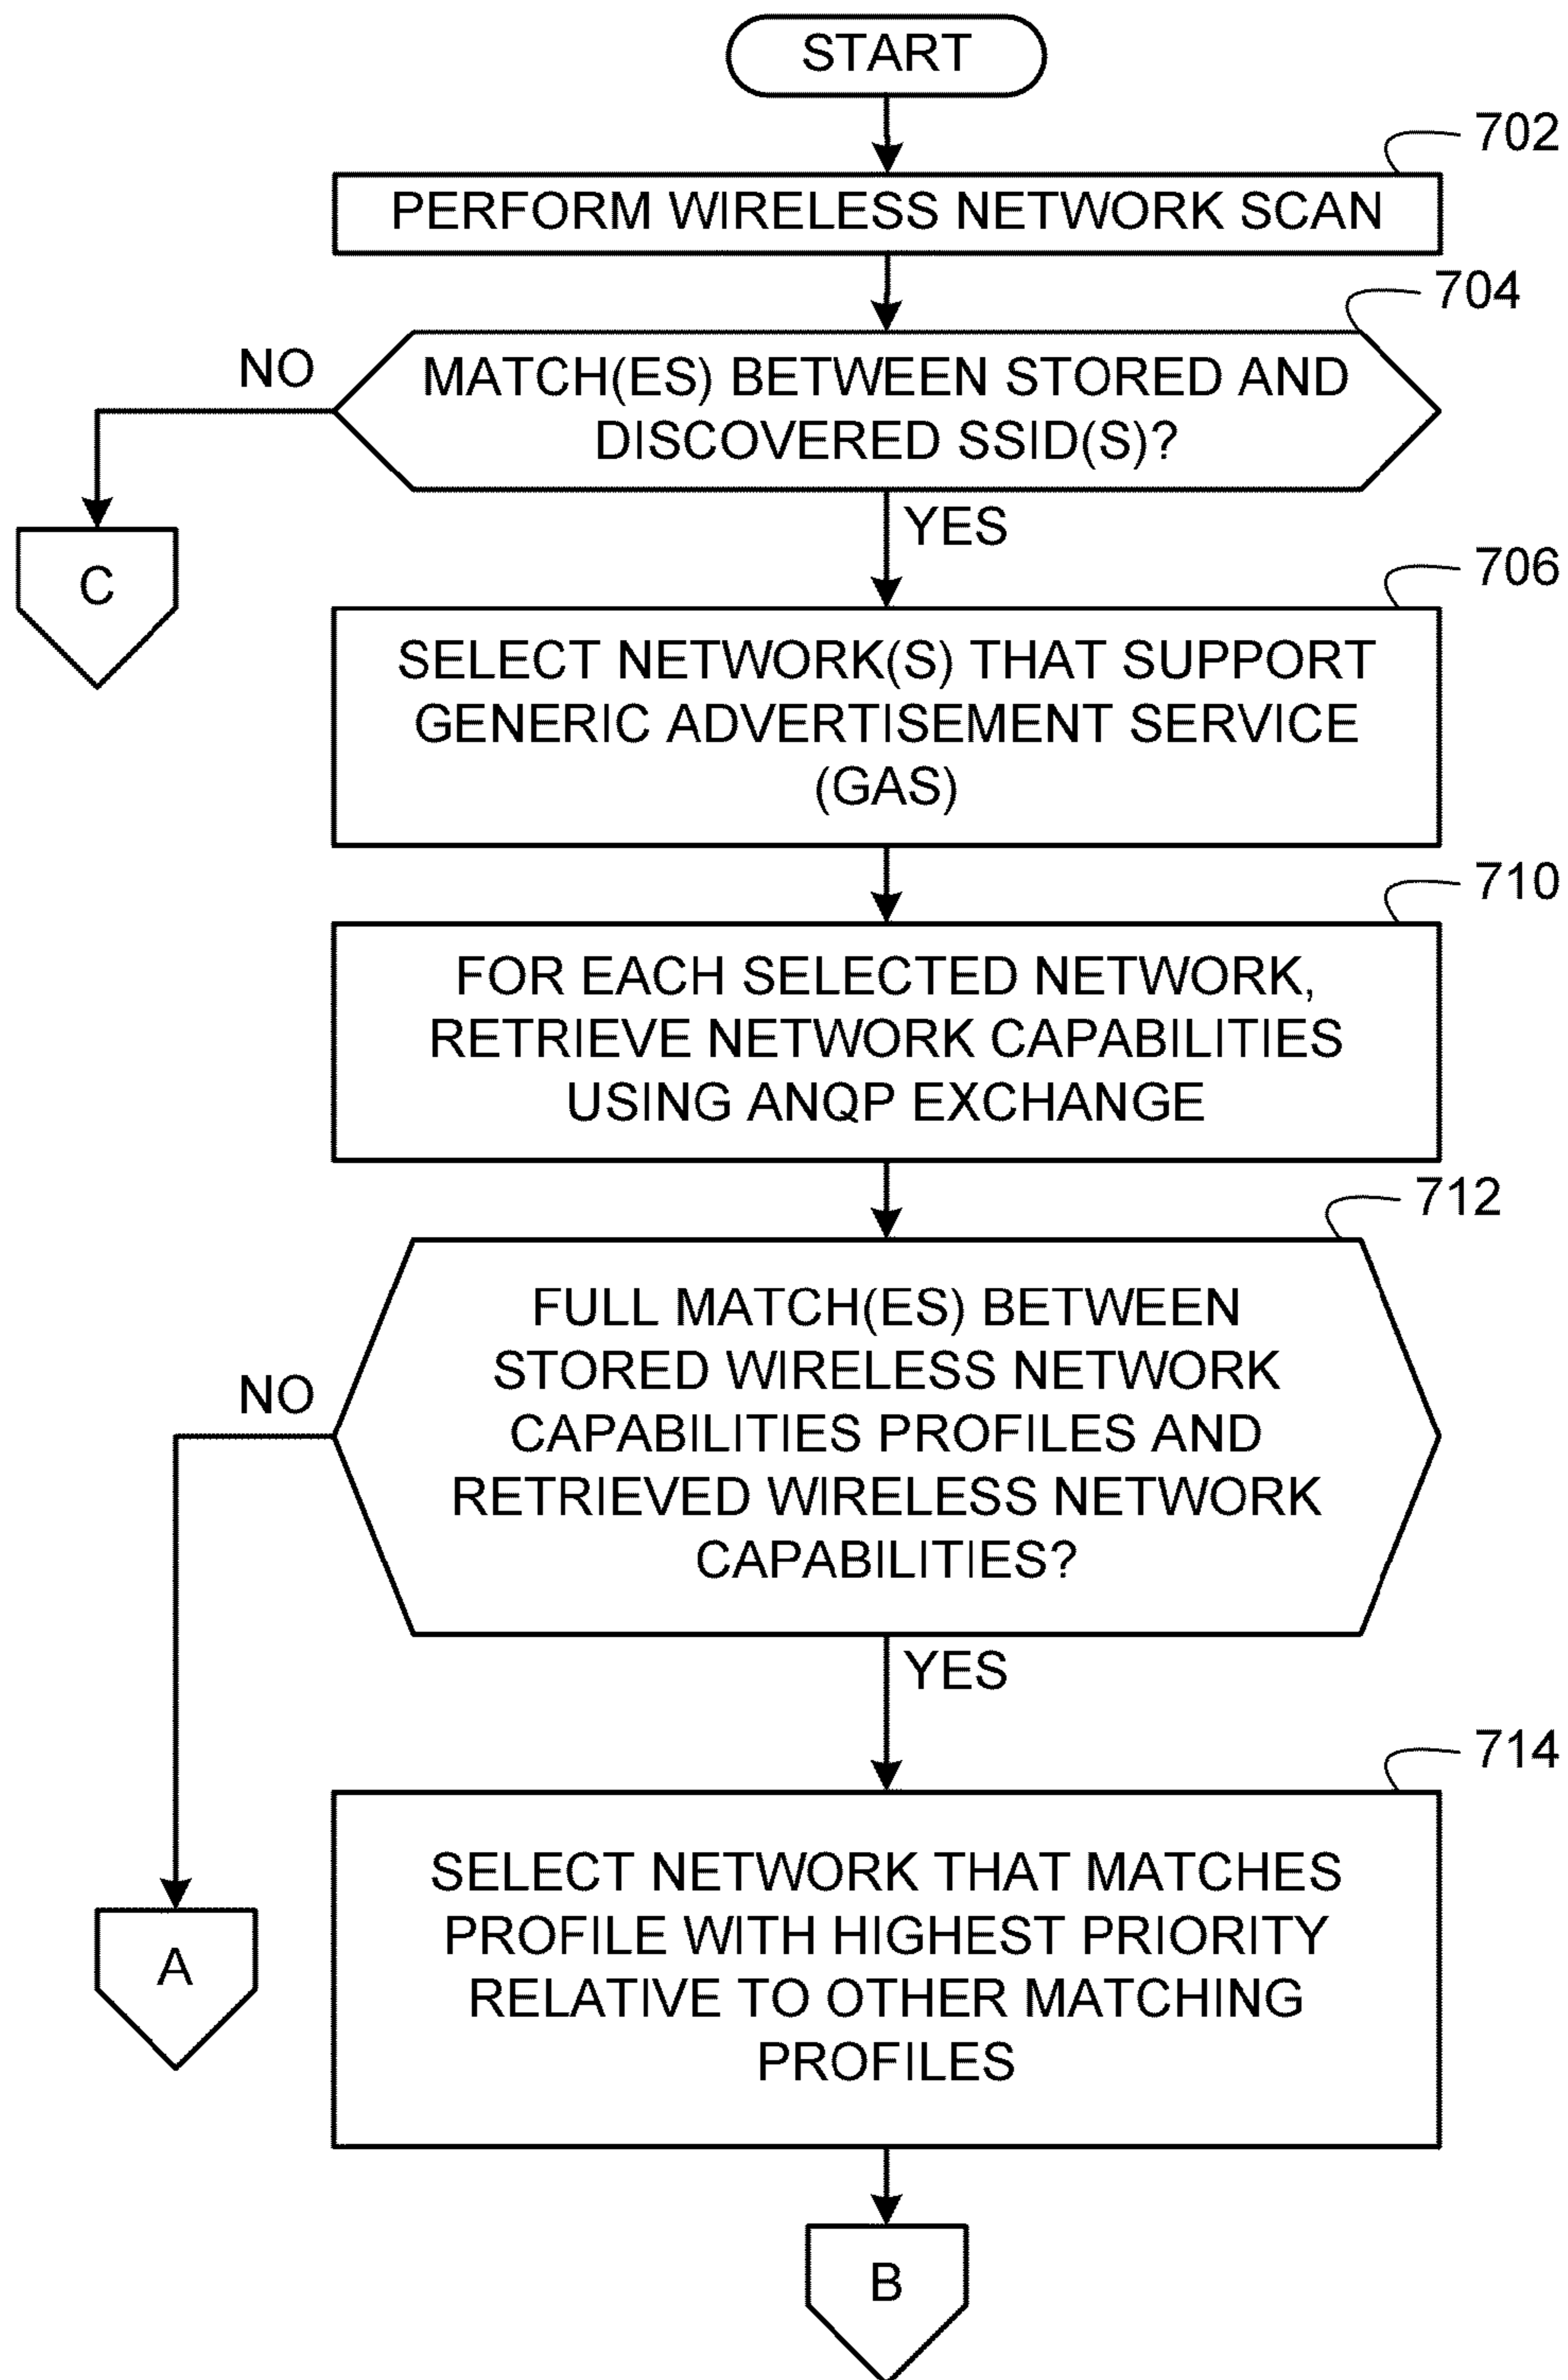 START
702
PERFORM WIRELESS NETWORK SCAN
704
NO
MATCH(ES) BETWEEN STORED AND
DISCOVERED SSID(S)?
YES
C
706
SELECT NETWORK(S) THAT SUPPORT
GENERIC ADVERTISEMENT SERVICE
(GAS)
710
FOR EACH SELECTED NETWORK,
RETRIEVE NETWORK CAPABILITIES
USING ANQP EXCHANGE
712
FULL MATCH(ES) BETWEEN
STORED WIRELESS NETWORK
CAPABILITIES PROFILES AND
RETRIEVED WIRELESS NETWORK
CAPABILITIES?
NO
YES
714
SELECT NETWORK THAT MATCHES
PROFILE WITH HIGHEST PRIORITY
RELATIVE TO OTHER MATCHING
PROFILES
A
B